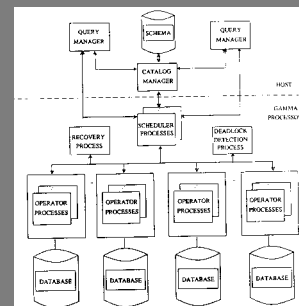 SCHEMA
QUERY
MANAGER
QUERY
MANAGER
CATALOG
MANAGER
HOST
GAMMA
PROCESSORS
SCHEDULER
PROCESSES
RECOVERY
PROCESS
DEADLOCK
DETECTION
PROCESS
OPERATOR
PROCESSES
OPERATOR
PROCESSES
OPERATOR
PROCESSES
OPERATOR
PROCESSES
DATABASE
DATABASE
DATABASE
DATABASE